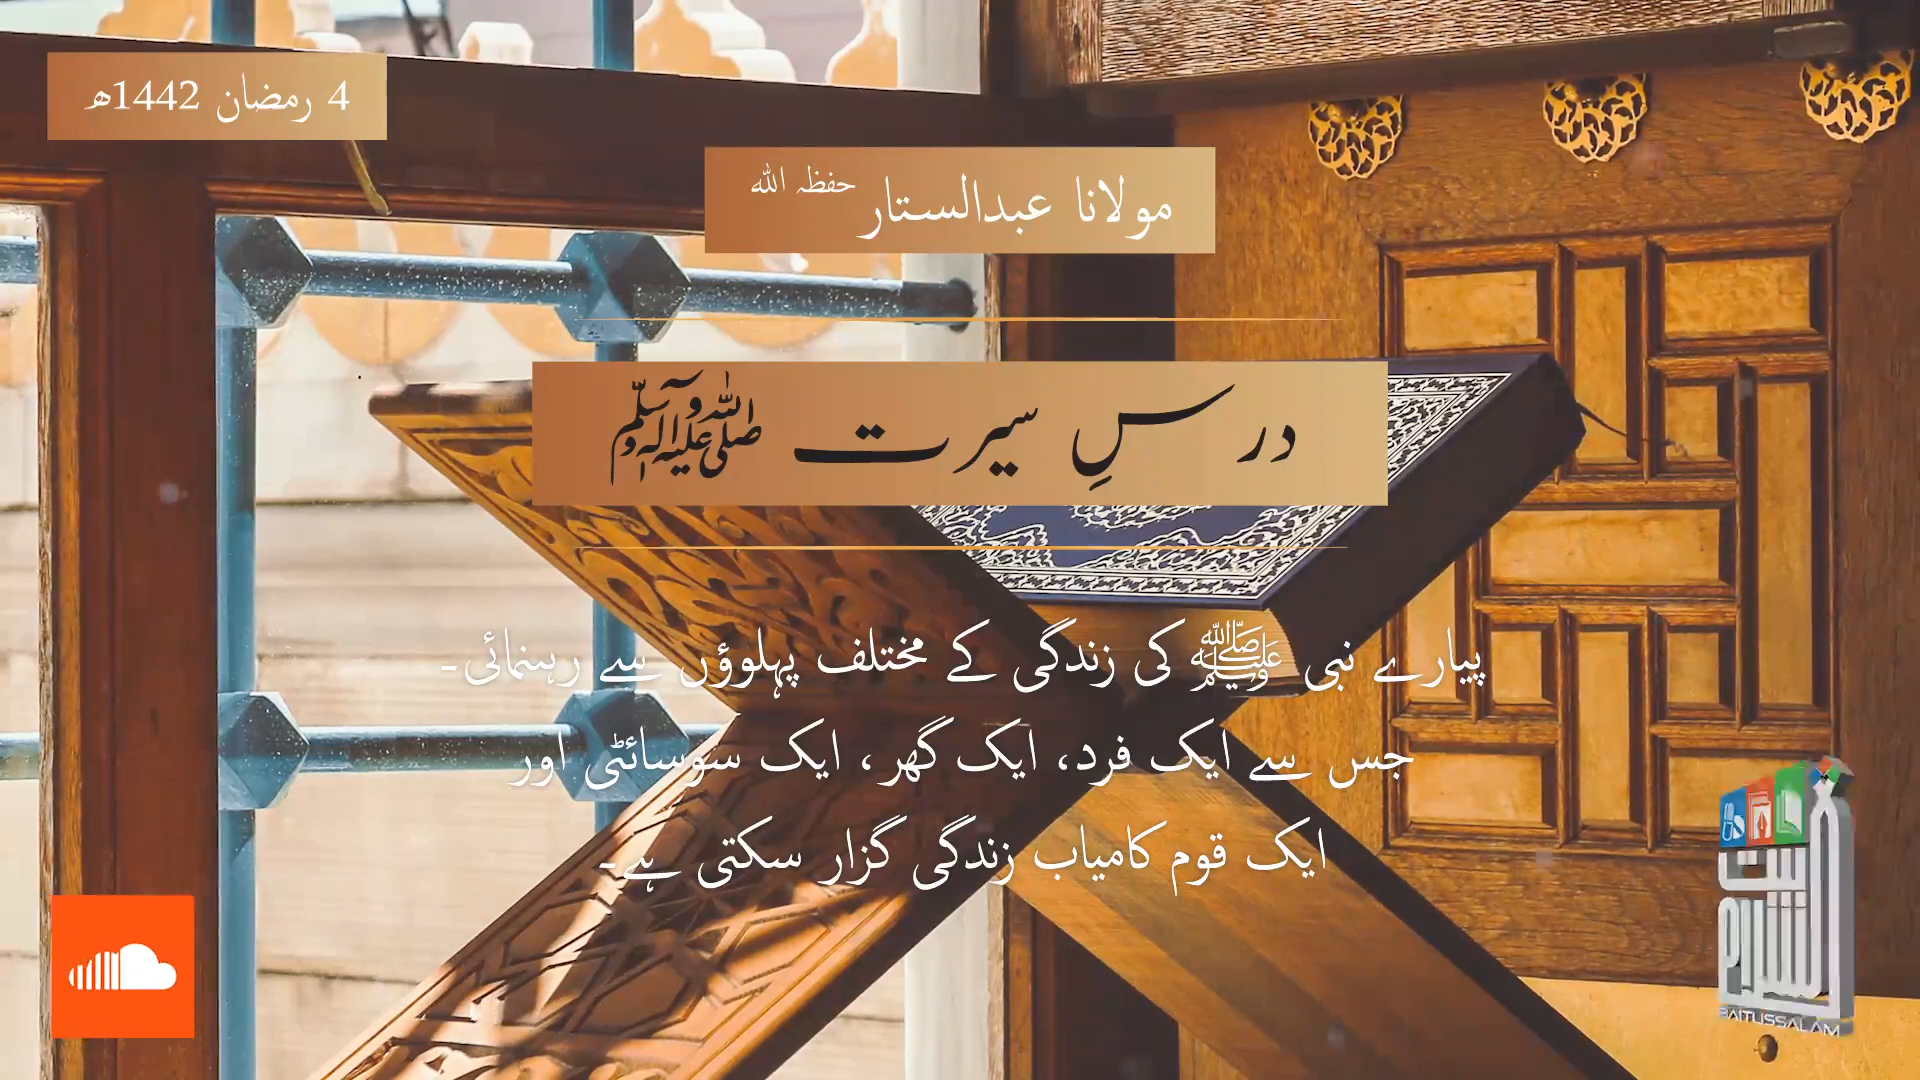 4 رمضان 1442ھ
مولانا عبدالستار حفظہ اللہ
درسِ سیرت صلی اللہ علیہ وآلہ وسلم
پیارے نبی ﷺ کی زندگی کے مختلف پہلوؤں سے رہنمائی۔
جس سے ایک فرد، ایک گھر، ایک سوسائٹی اور
ایک قوم کامیاب زندگی گزار سکتی ہے۔
بیت السلام
BAITUSSALAM